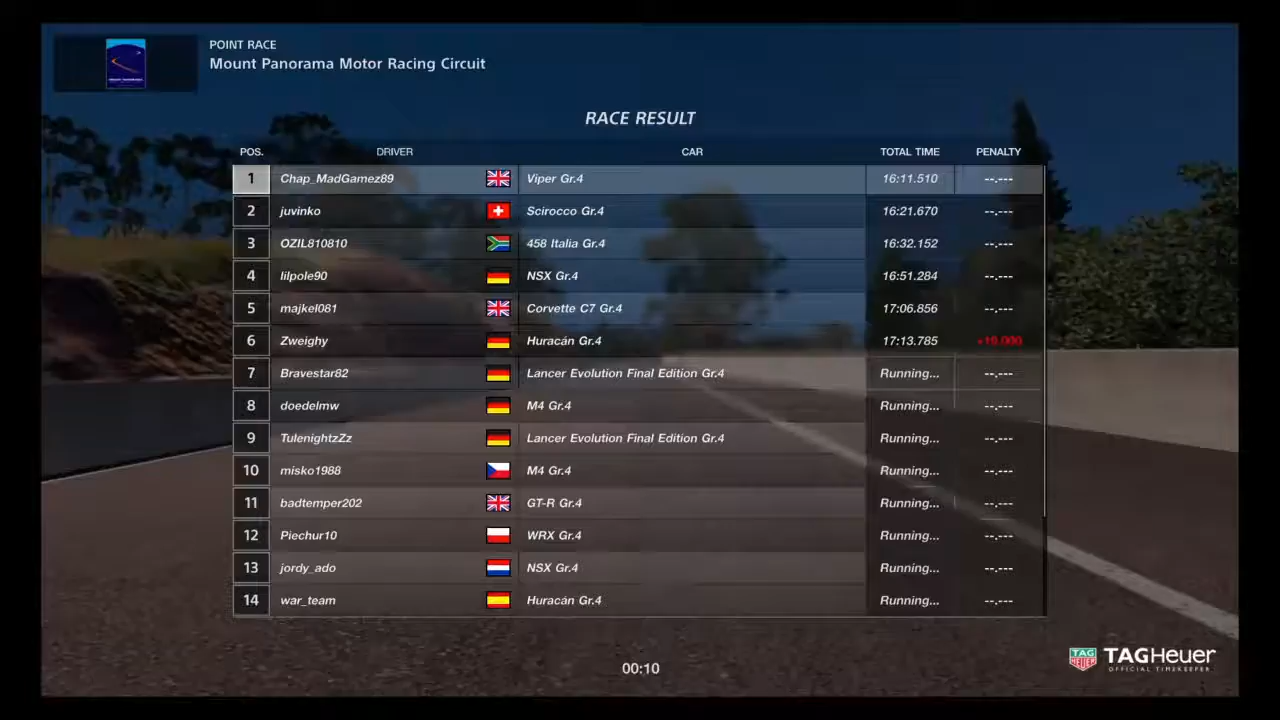 POINT RACE
Mount Panorama Motor Racing Circuit
RACE RESULT
POS. DRIVER CAR TOTAL TIME PENALTY
1 Chap_MadGamez89 Viper Gr.4 16:11.510 --.---
2 juvinko Scirocco Gr.4 16:21.670 --.---
3 OZIL810810 458 Italia Gr.4 16:32.152 --.---
4 lilpole90 NSX Gr.4 16:51.284 --.---
5 majkel081 Corvette C7 Gr.4 17:06.856 --.---
6 Zweighy Huracán Gr.4 17:13.785 +10.000
7 Bravestar82 Lancer Evolution Final Edition Gr.4 Running... --.---
8 doedelmw M4 Gr.4 Running... --.---
9 TulenightzZz Lancer Evolution Final Edition Gr.4 Running... --.---
10 misko1988 M4 Gr.4 Running... --.---
11 badtemper202 GT-R Gr.4 Running... --.---
12 Piechur10 WRX Gr.4 Running... --.---
13 jordy_ado NSX Gr.4 Running... --.---
14 war_team Huracán Gr.4 Running... --.---
00:10
TAG HEUER TAGHeuer
OFFICIAL TIMEKEEPER